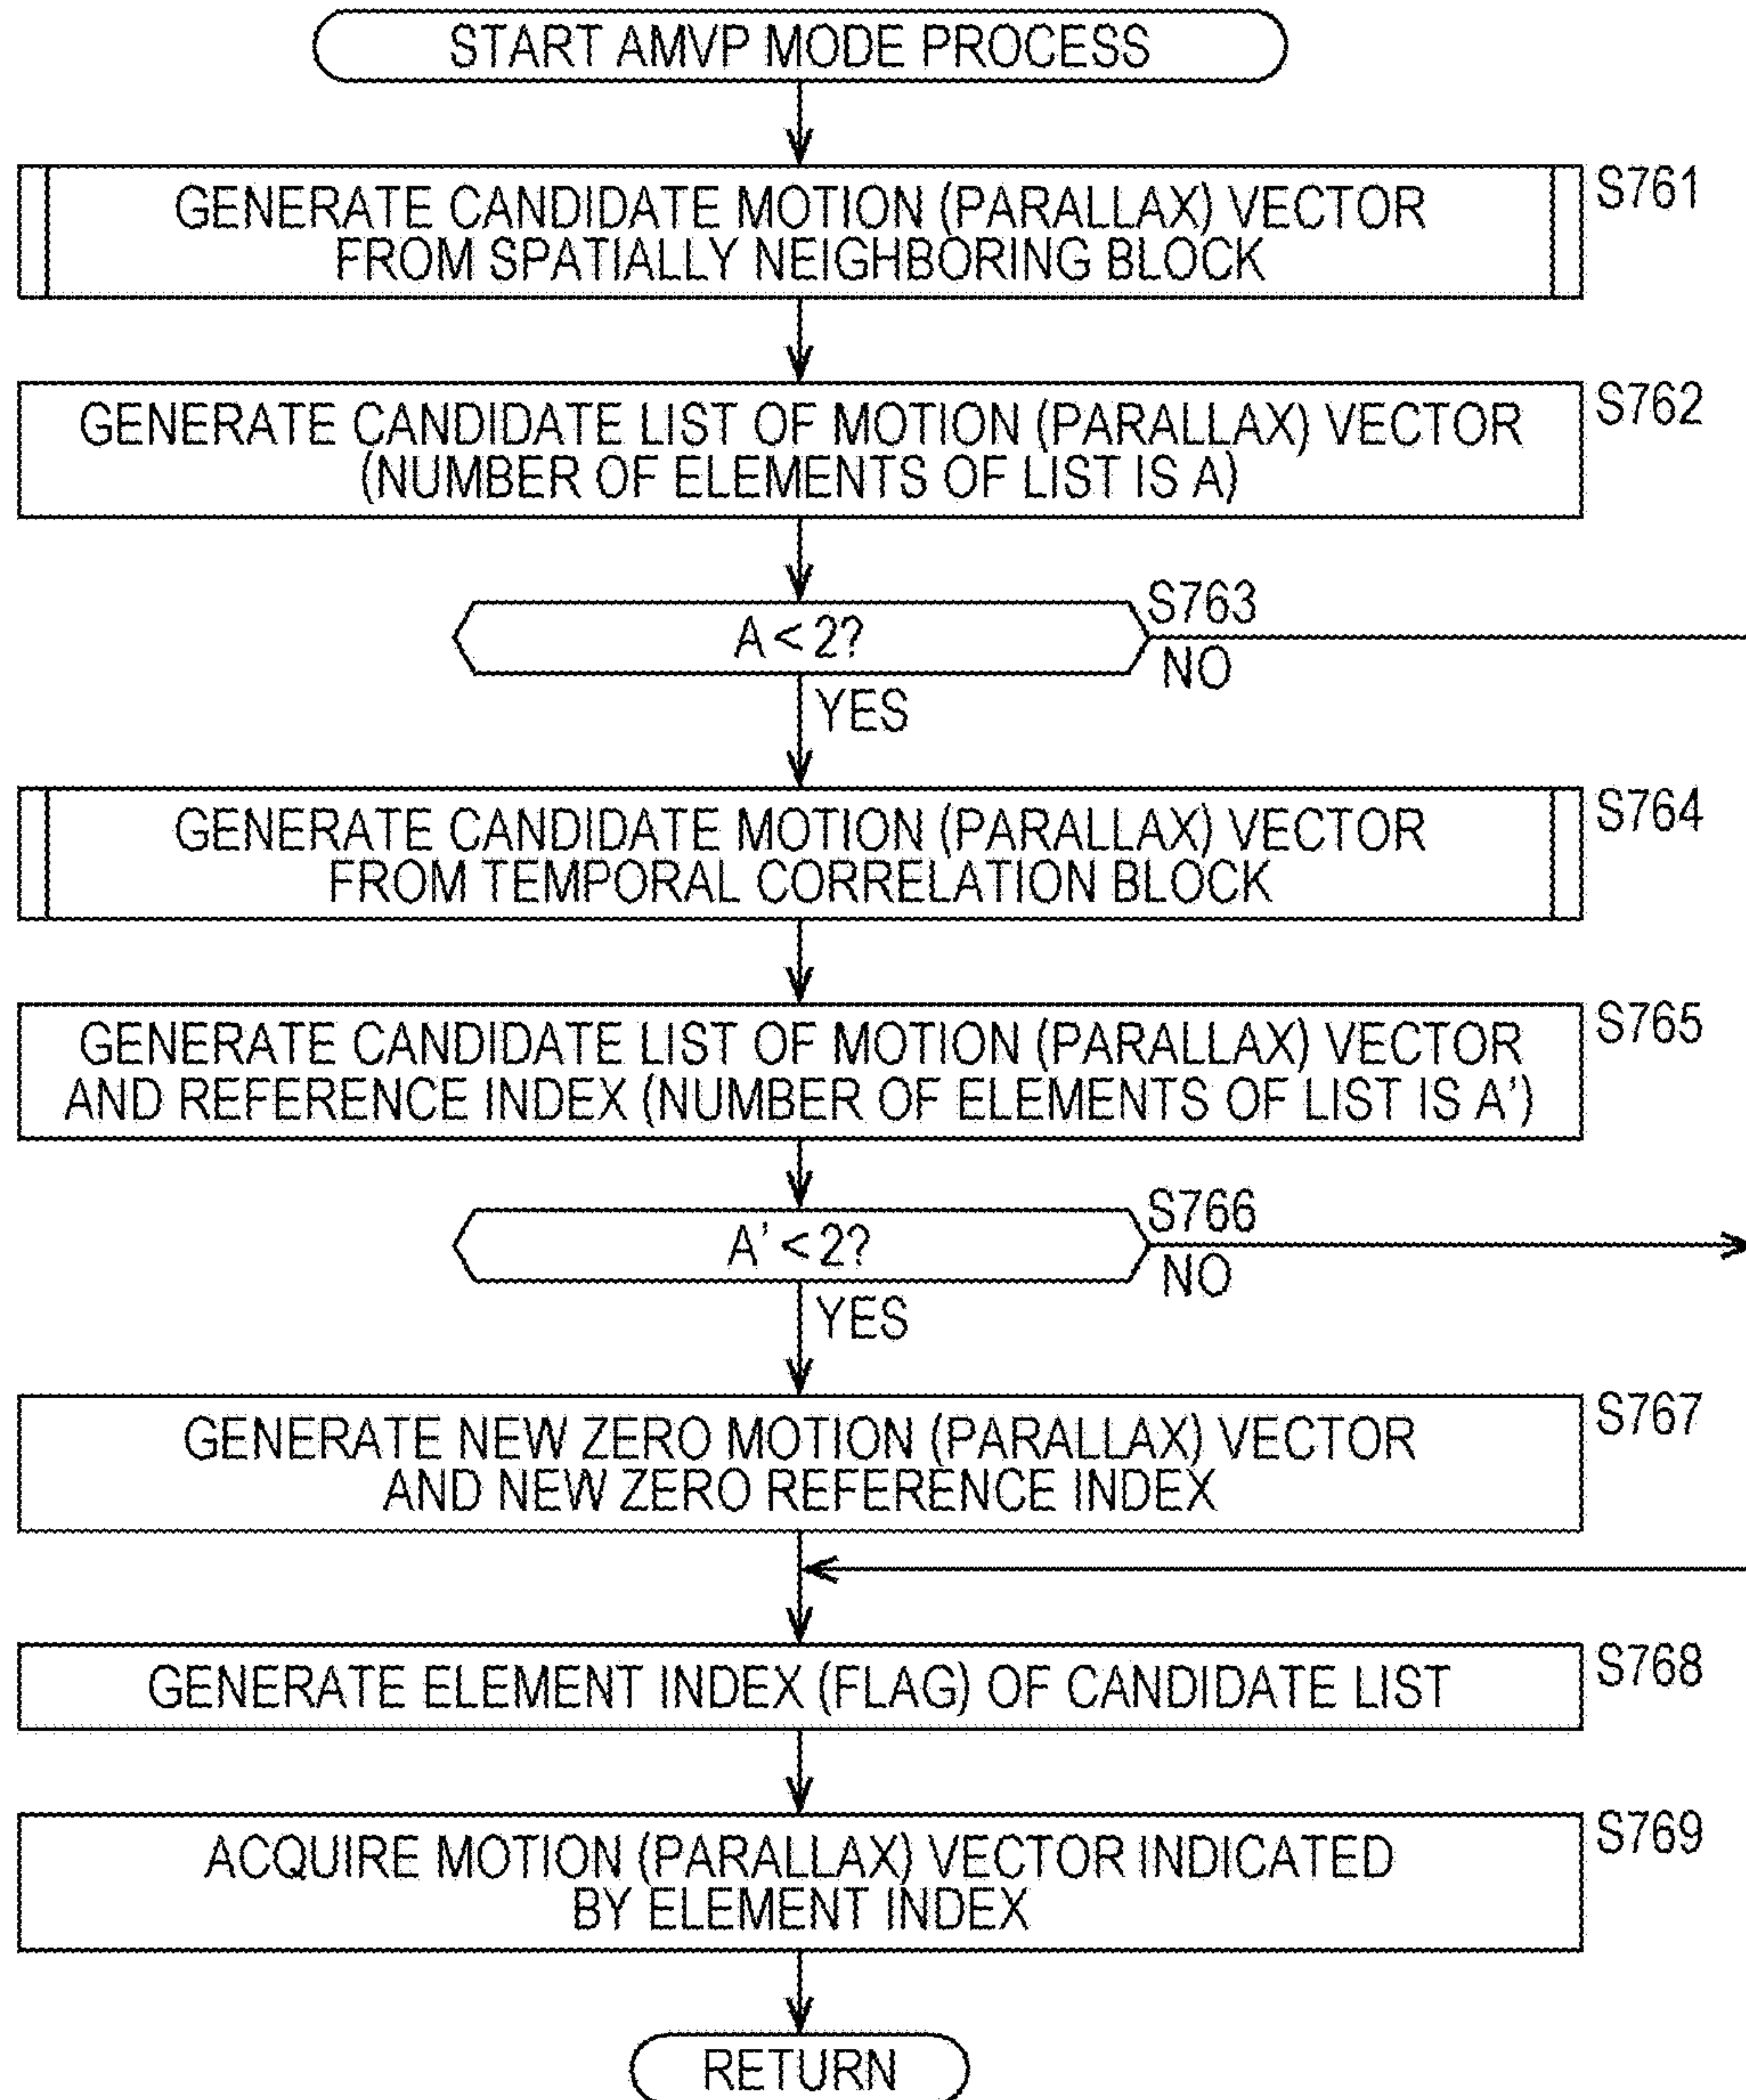 START AMVP MODE PROCESS
GENERATE CANDIDATE MOTION (PARALLAX) VECTOR
FROM SPATIALLY NEIGHBORING BLOCK
S761
GENERATE CANDIDATE LIST OF MOTION (PARALLAX) VECTOR
(NUMBER OF ELEMENTS OF LIST IS A)
S762
A < 2?
S763
NO
YES
GENERATE CANDIDATE MOTION (PARALLAX) VECTOR
FROM TEMPORAL CORRELATION BLOCK
S764
GENERATE CANDIDATE LIST OF MOTION (PARALLAX) VECTOR
AND REFERENCE INDEX (NUMBER OF ELEMENTS OF LIST IS A')
S765
A' < 2?
S766
NO
YES
GENERATE NEW ZERO MOTION (PARALLAX) VECTOR
AND NEW ZERO REFERENCE INDEX
S767
GENERATE ELEMENT INDEX (FLAG) OF CANDIDATE LIST
S768
ACQUIRE MOTION (PARALLAX) VECTOR INDICATED
BY ELEMENT INDEX
S769
RETURN